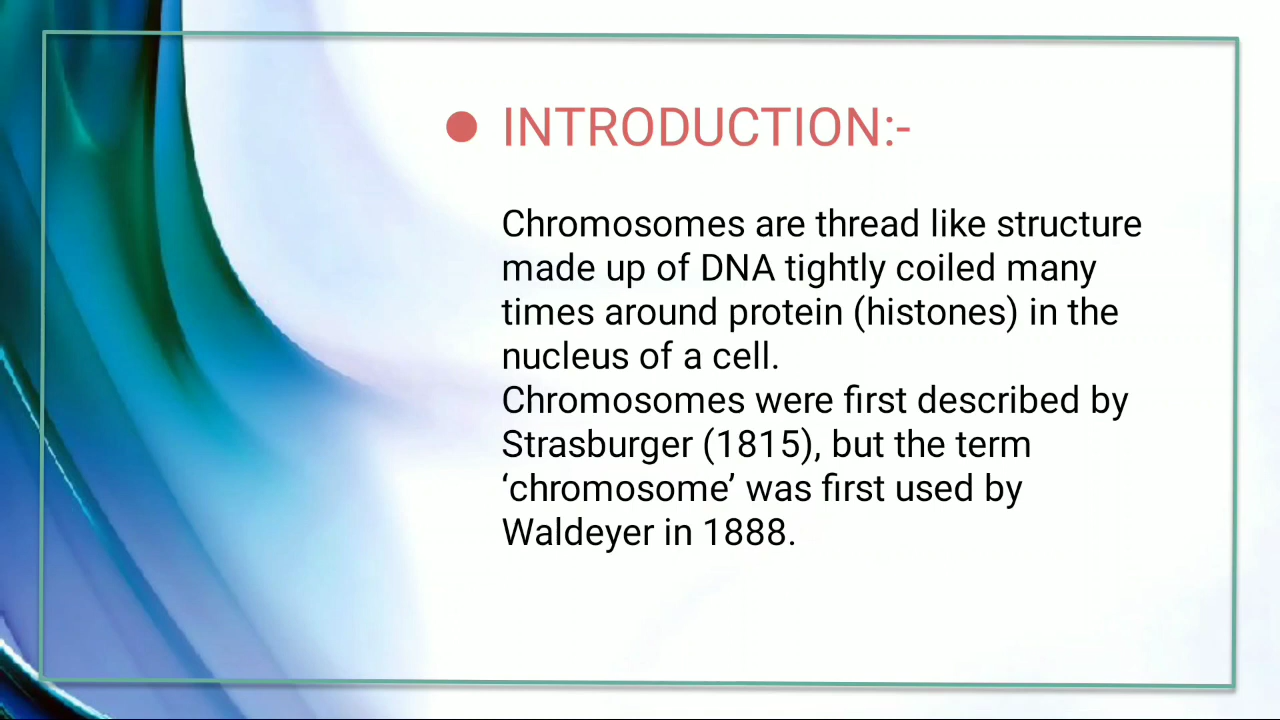 INTRODUCTION:-
Chromosomes are thread like structure
made up of DNA tightly coiled many
times around protein (histones) in the
nucleus of a cell.
Chromosomes were first described by
Strasburger (1815), but the term
‘chromosome’ was first used by
Waldeyer in 1888.